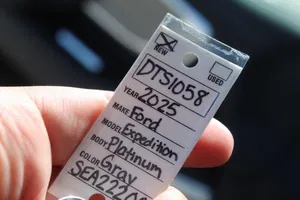 NEW USED
DTS1058
YEAR 2025
MAKE Ford
MODEL Expedition
BODY Platinum
COLOR Gray